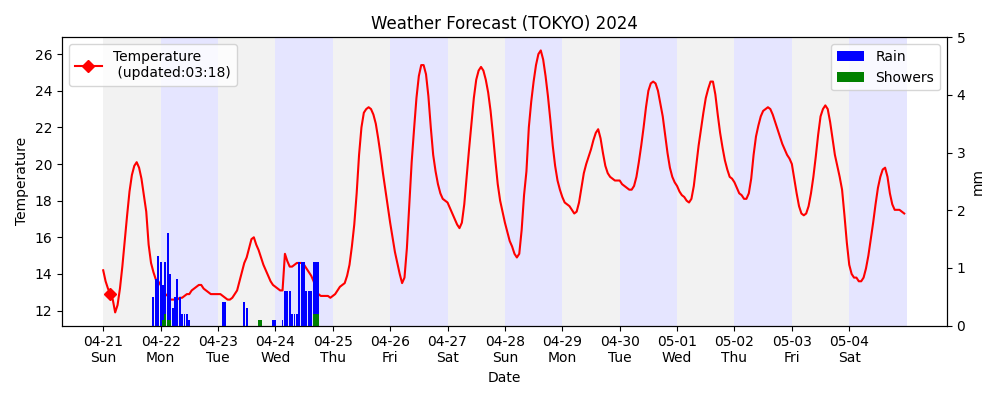 Weather Forecast (TOKYO) 2024
Temperature
(updated:03:18)
Rain
Showers
26
24
22
20
18
16
14
12
Temperature
5
4
3
2
1
0
mm
04-21 04-22 04-23 04-24 04-25 04-26 04-27 04-28 04-29 04-30 05-01 05-02 05-03 05-04
Sun Mon Tue Wed Thu Fri Sat Sun Mon Tue Wed Thu Fri Sat
Date